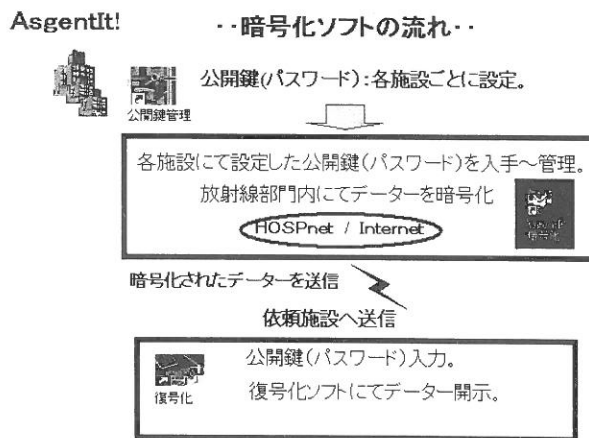 AsgentIt!
・・暗号化ソフトの流れ・・
公開鍵(パスワード):各施設ごとに設定。
公開鍵管理
各施設にて設定した公開鍵(パスワード)を入手～管理。
放射線部門内にてデーターを暗号化
HOSPnet / Internet
暗号化されたデーターを送信
依頼施設へ送信
公開鍵(パスワード)入力。
復号化ソフトにてデーター開示。
復号化